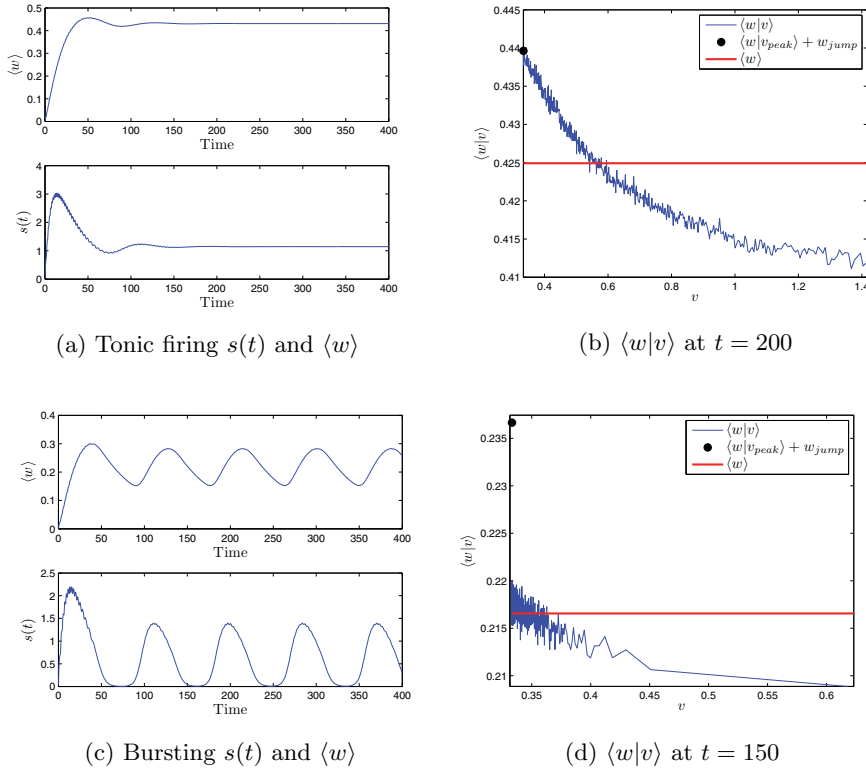 0.5
0.4
0.3
0.2
0.1
0
⟨w⟩
0 50 100 150 200 250 300 350 400
Time
4
3
2
1
0
s(t)
0 50 100 150 200 250 300 350 400
Time
(a) Tonic firing s(t) and ⟨w⟩
0.445
0.44
0.435
0.43
0.425
0.42
0.415
0.41
⟨w|v⟩
0.4 0.6 0.8 1 1.2 1.4
v
⟨w|v⟩
⟨w|v_peak⟩ + w_jump
⟨w⟩
(b) ⟨w|v⟩ at t = 200
0.4
0.3
0.2
0.1
0
⟨w⟩
0 50 100 150 200 250 300 350 400
Time
2.5
2
1.5
1
0.5
0
s(t)
0 50 100 150 200 250 300 350 400
Time
(c) Bursting s(t) and ⟨w⟩
0.235
0.23
0.225
0.22
0.215
0.21
⟨w|v⟩
0.35 0.4 0.45 0.5 0.55 0.6
v
⟨w|v⟩
⟨w|v_peak⟩ + w_jump
⟨w⟩
(d) ⟨w|v⟩ at t = 150